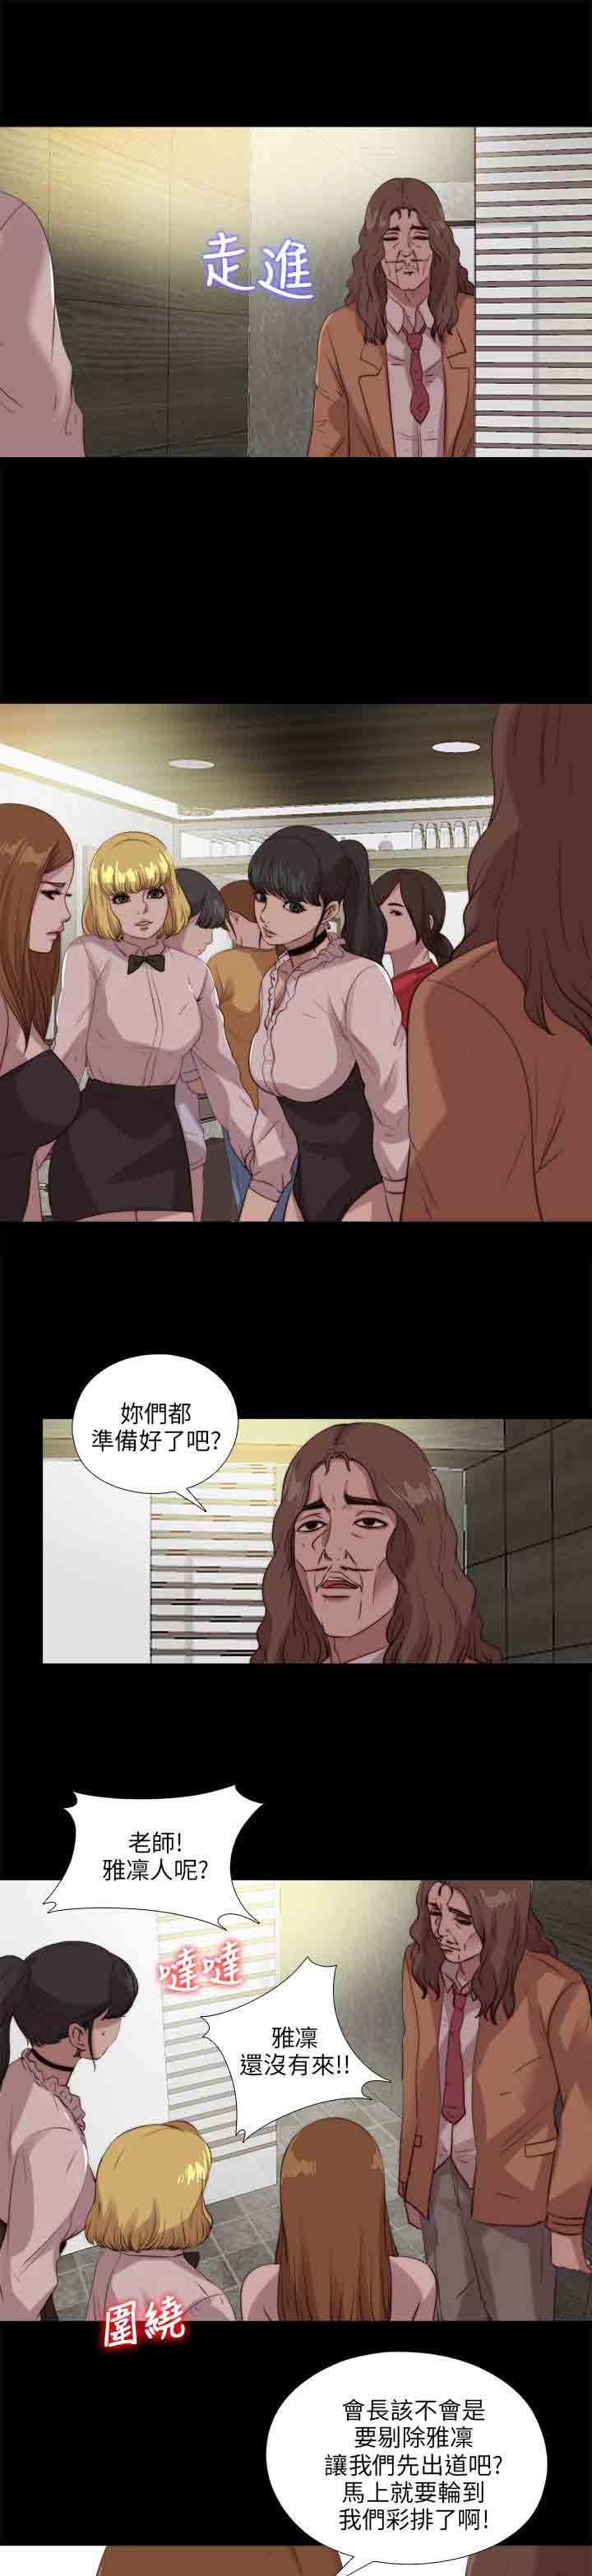 走進
妳們都
準備好了吧?
老師!
雅凜人呢?
噠噠
雅凜
還沒有來!!
圍繞
會長該不會是
要剔除雅凜
讓我們先出道吧?
馬上就要輪到
我們彩排了啊!